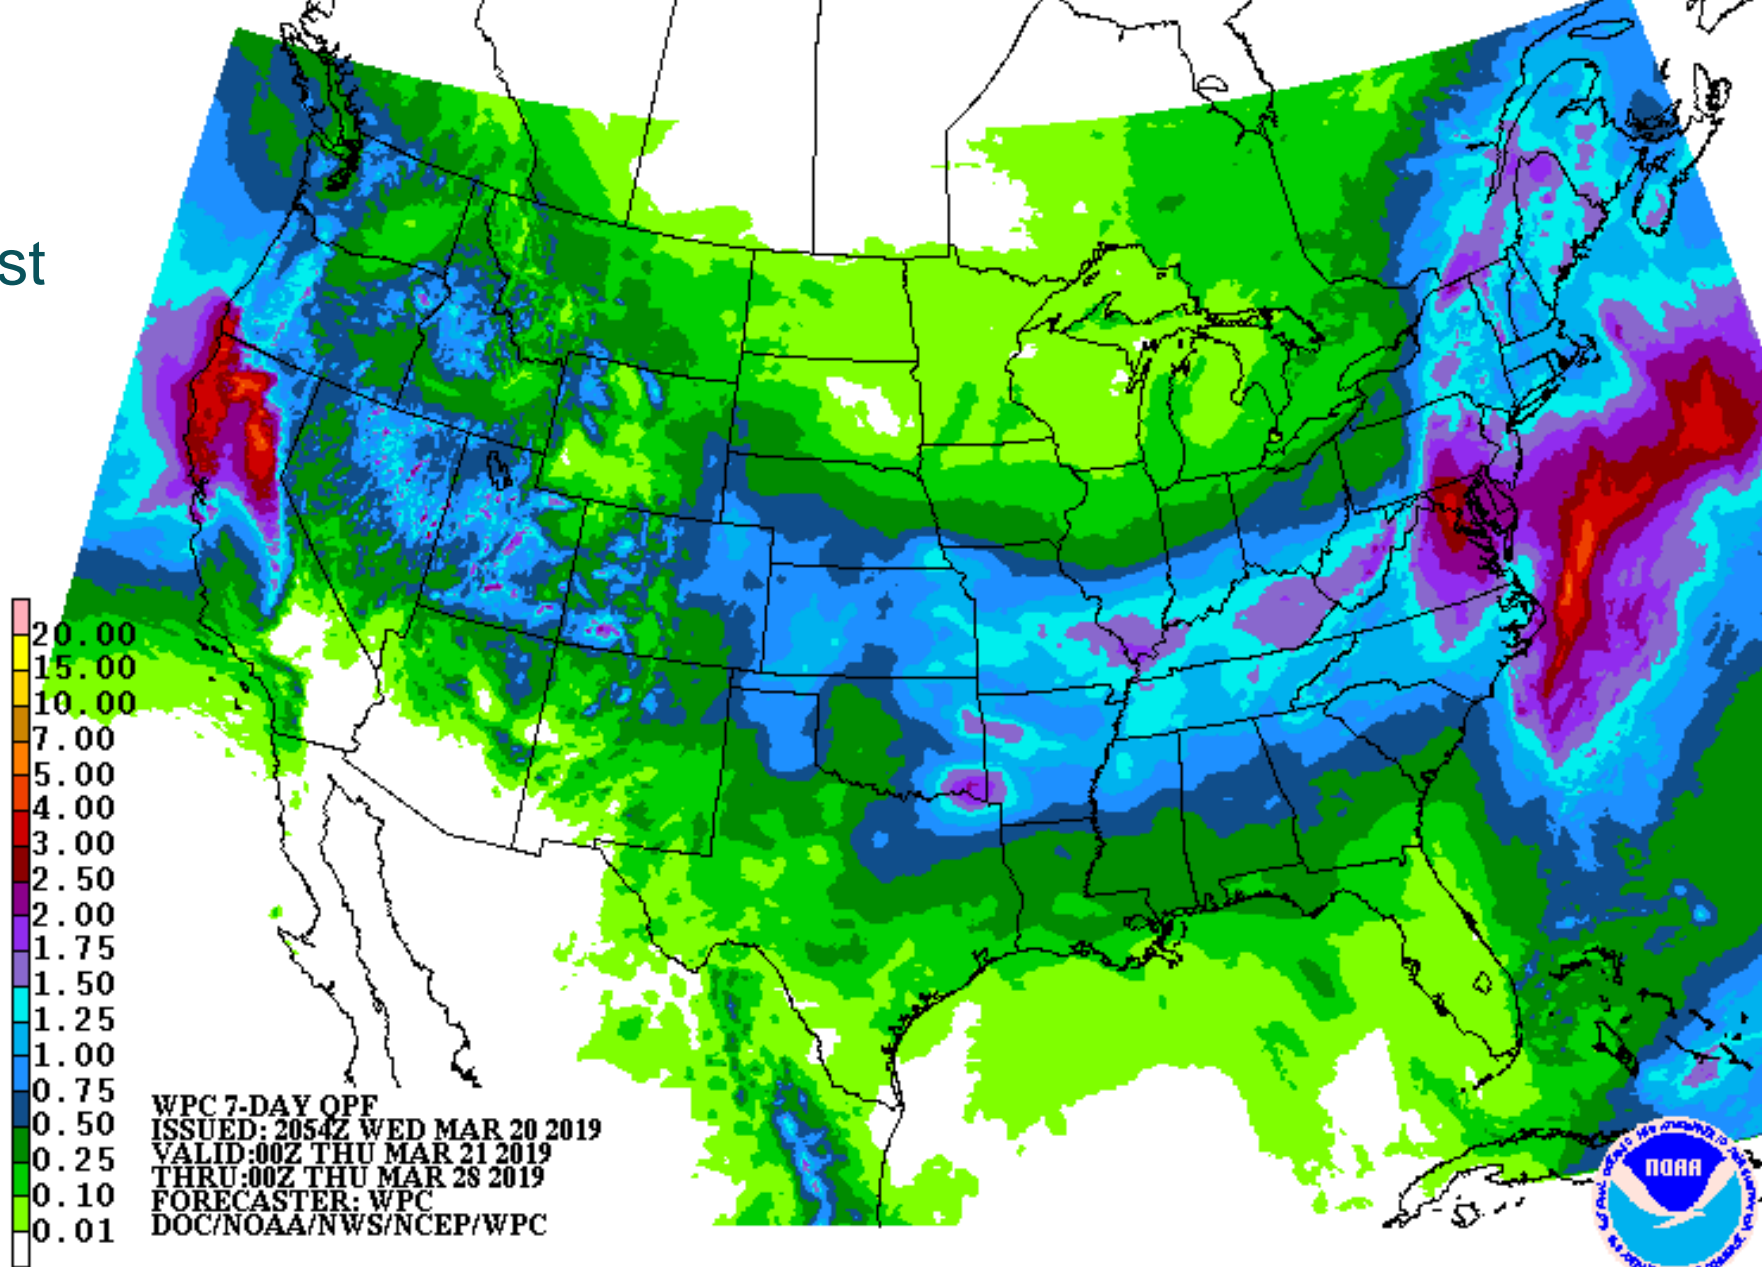 st
20.00
15.00
10.00
7.00
5.00
4.00
3.00
2.50
2.00
1.75
1.50
1.25
1.00
0.75
0.50
0.25
0.10
0.01
WPC 7-DAY QPF
ISSUED: 2054Z WED MAR 20 2019
VALID:00Z THU MAR 21 2019
THRU:00Z THU MAR 28 2019
FORECASTER: WPC
DOC/NOAA/NWS/NCEP/WPC
NOAA